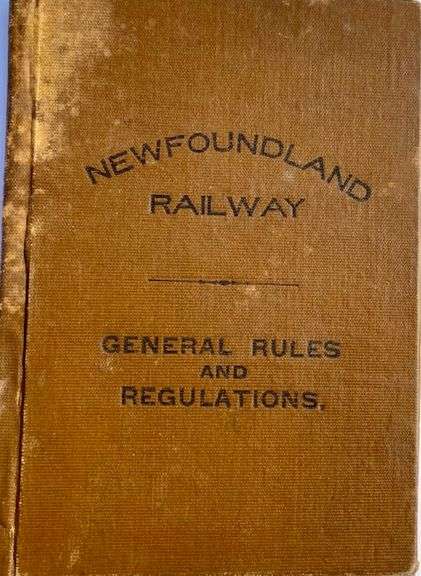 NEWFOUNDLAND
RAILWAY
GENERAL RULES
AND
REGULATIONS.